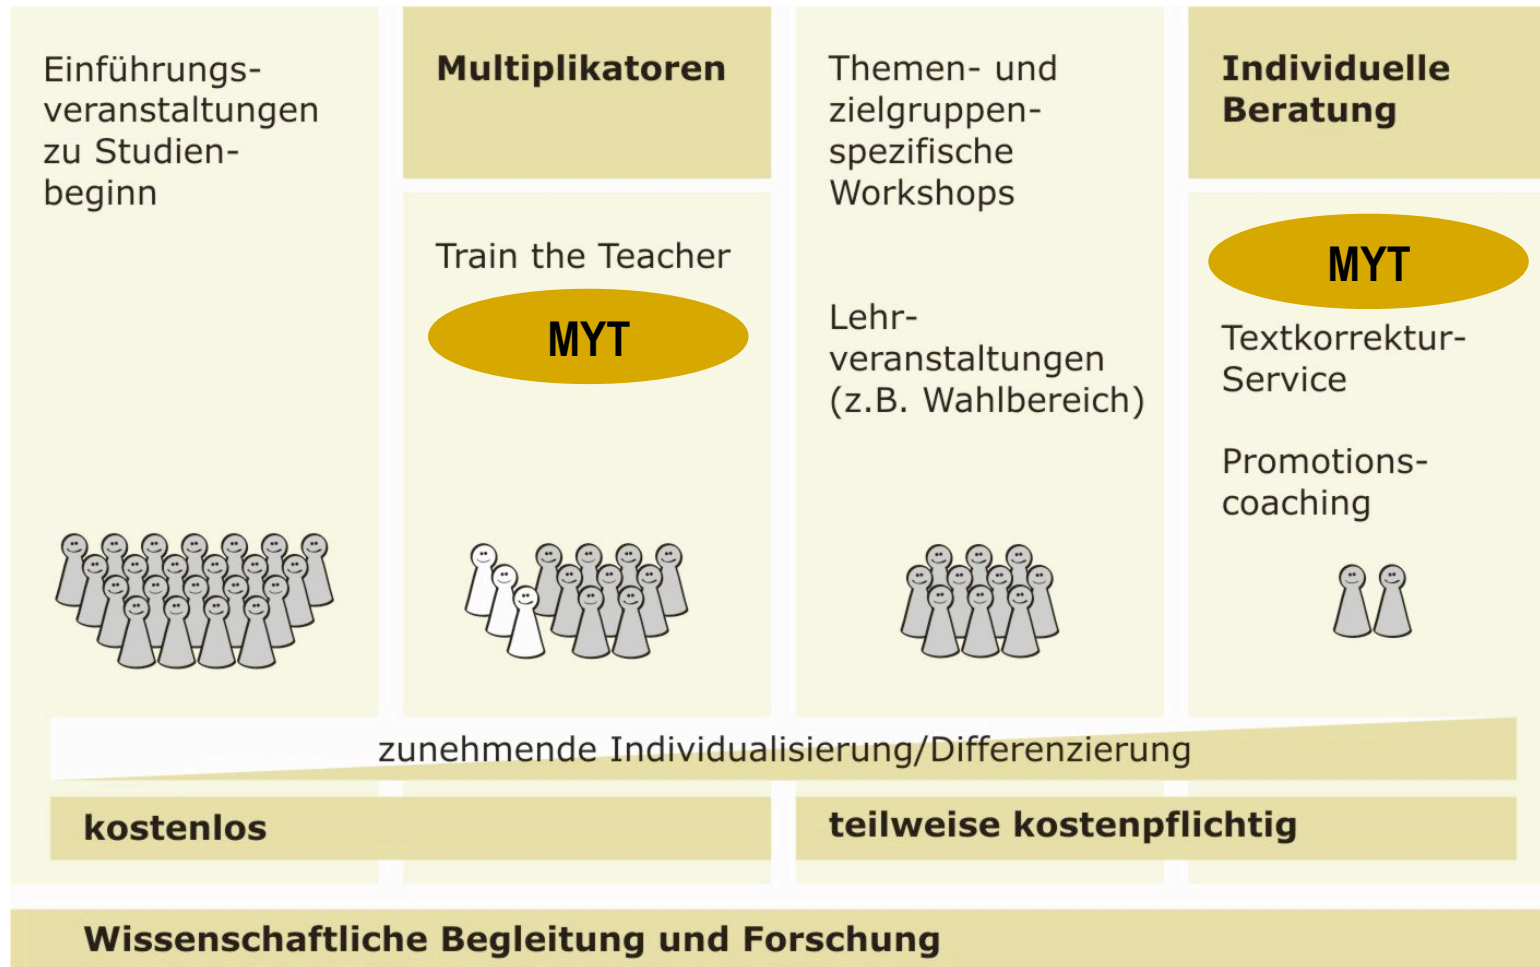 Einführungs-
veranstaltungen
zu Studien-
beginn
Multiplikatoren
Train the Teacher
MYT
Themen- und
zielgruppen-
spezifische
Workshops
Lehr-
veranstaltungen
(z.B. Wahlbereich)
Individuelle
Beratung
MYT
Textkorrektur-
Service
Promotions-
coaching
zunehmende Individualisierung/Differenzierung
kostenlos
teilweise kostenpflichtig
Wissenschaftliche Begleitung und Forschung